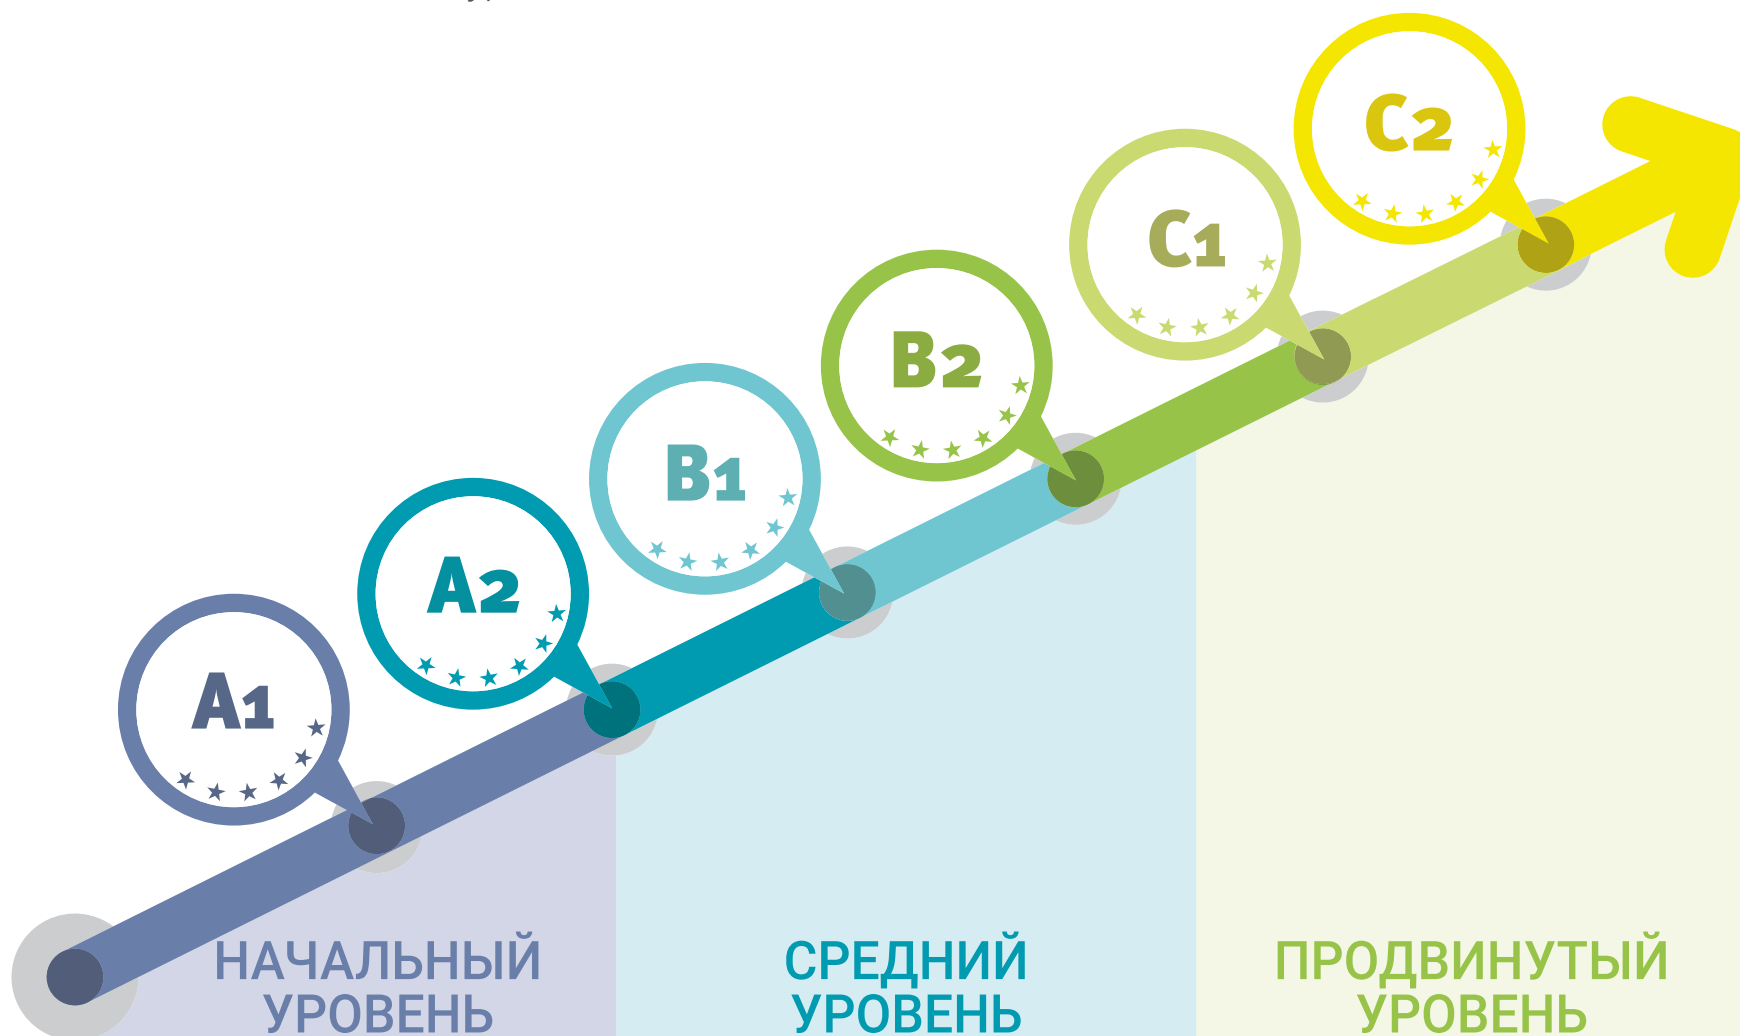 C2
C1
B2
B1
A2
A1
НАЧАЛЬНЫЙ
УРОВЕНЬ
СРЕДНИЙ
УРОВЕНЬ
ПРОДВИНУТЫЙ
УРОВЕНЬ